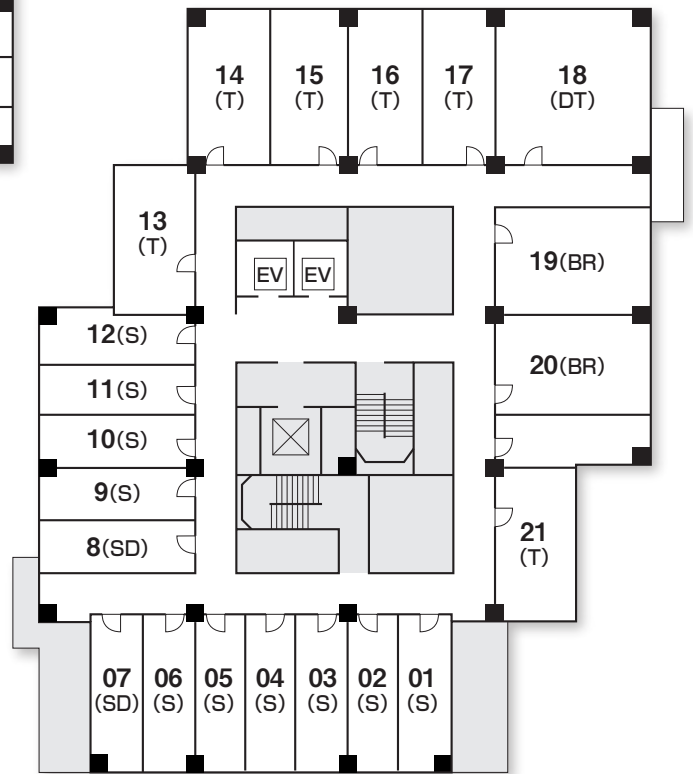 14
(T)
15
(T)
16
(T)
17
(T)
18
(DT)
13
(T)
EV
EV
19(BR)
12(S)
20(BR)
11(S)
10(S)
9(S)
8(SD)
21
(T)
07
(SD)
06
(S)
05
(S)
04
(S)
03
(S)
02
(S)
01
(S)